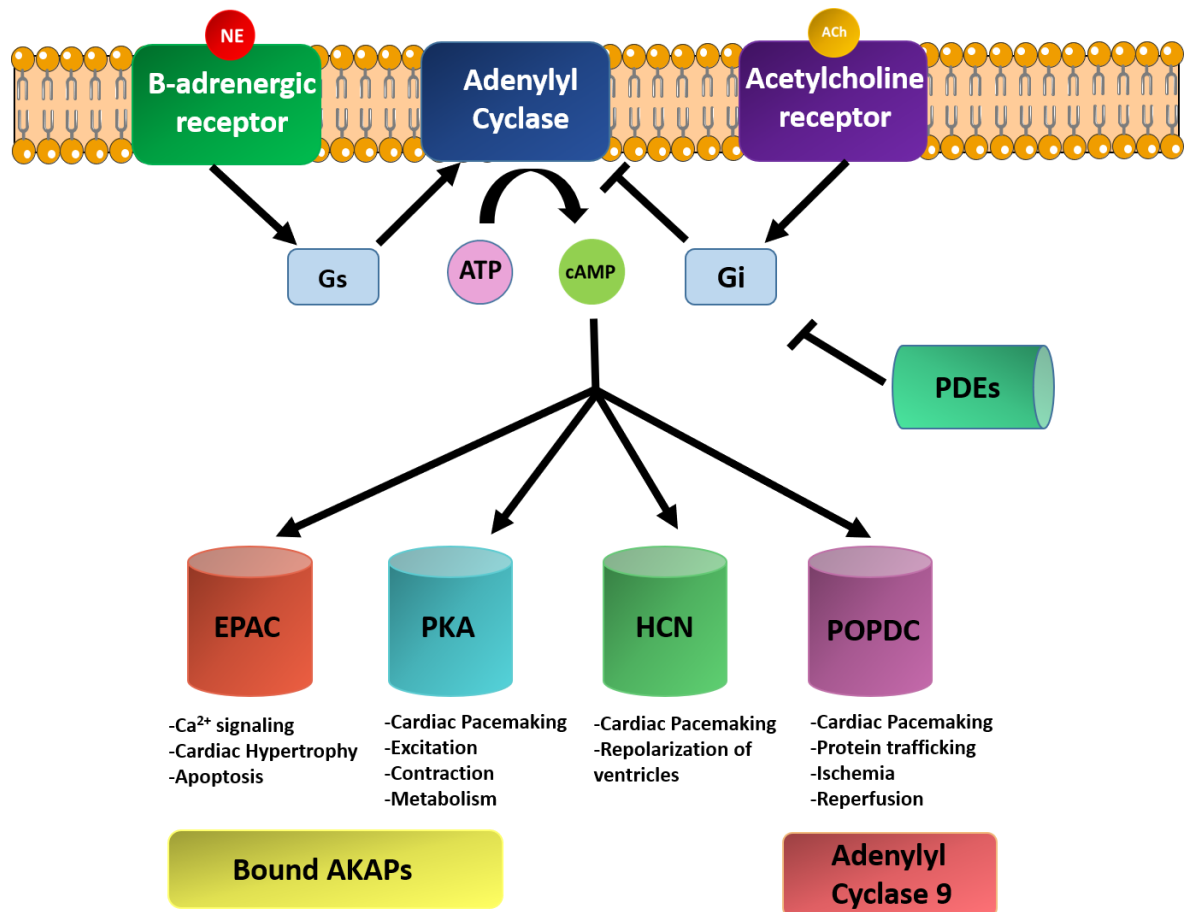 NE
B-adrenergic
receptor
Adenylyl
Cyclase
ACh
Acetylcholine
receptor
Gs
ATP
cAMP
Gi
PDEs
EPAC
PKA
HCN
POPDC
-Ca²⁺ signaling
-Cardiac Hypertrophy
-Apoptosis
-Cardiac Pacemaking
-Excitation
-Contraction
-Metabolism
-Cardiac Pacemaking
-Repolarization of
ventricles
-Cardiac Pacemaking
-Protein trafficking
-Ischemia
-Reperfusion
Bound AKAPs
Adenylyl
Cyclase 9